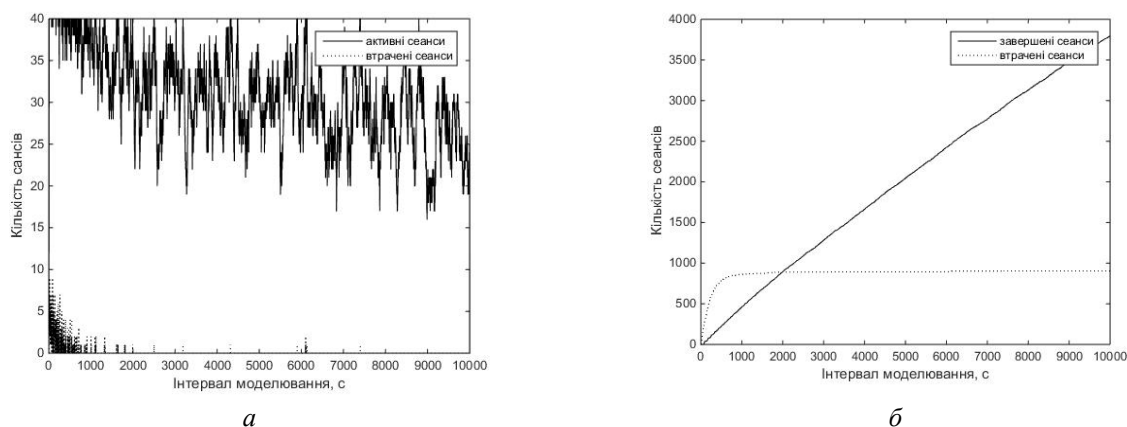 40
35
30
25
20
15
10
5
0
Кількість сансів
активні сеанси
втрачені сеанси
0 1000 2000 3000 4000 5000 6000 7000 8000 9000 10000
Інтервал моделювання, с
а
4000
3500
3000
2500
2000
1500
1000
500
0
Кількість сеансів
завершені сеанси
втрачені сеанси
0 1000 2000 3000 4000 5000 6000 7000 8000 9000 10000
Інтервал моделювання, с
б